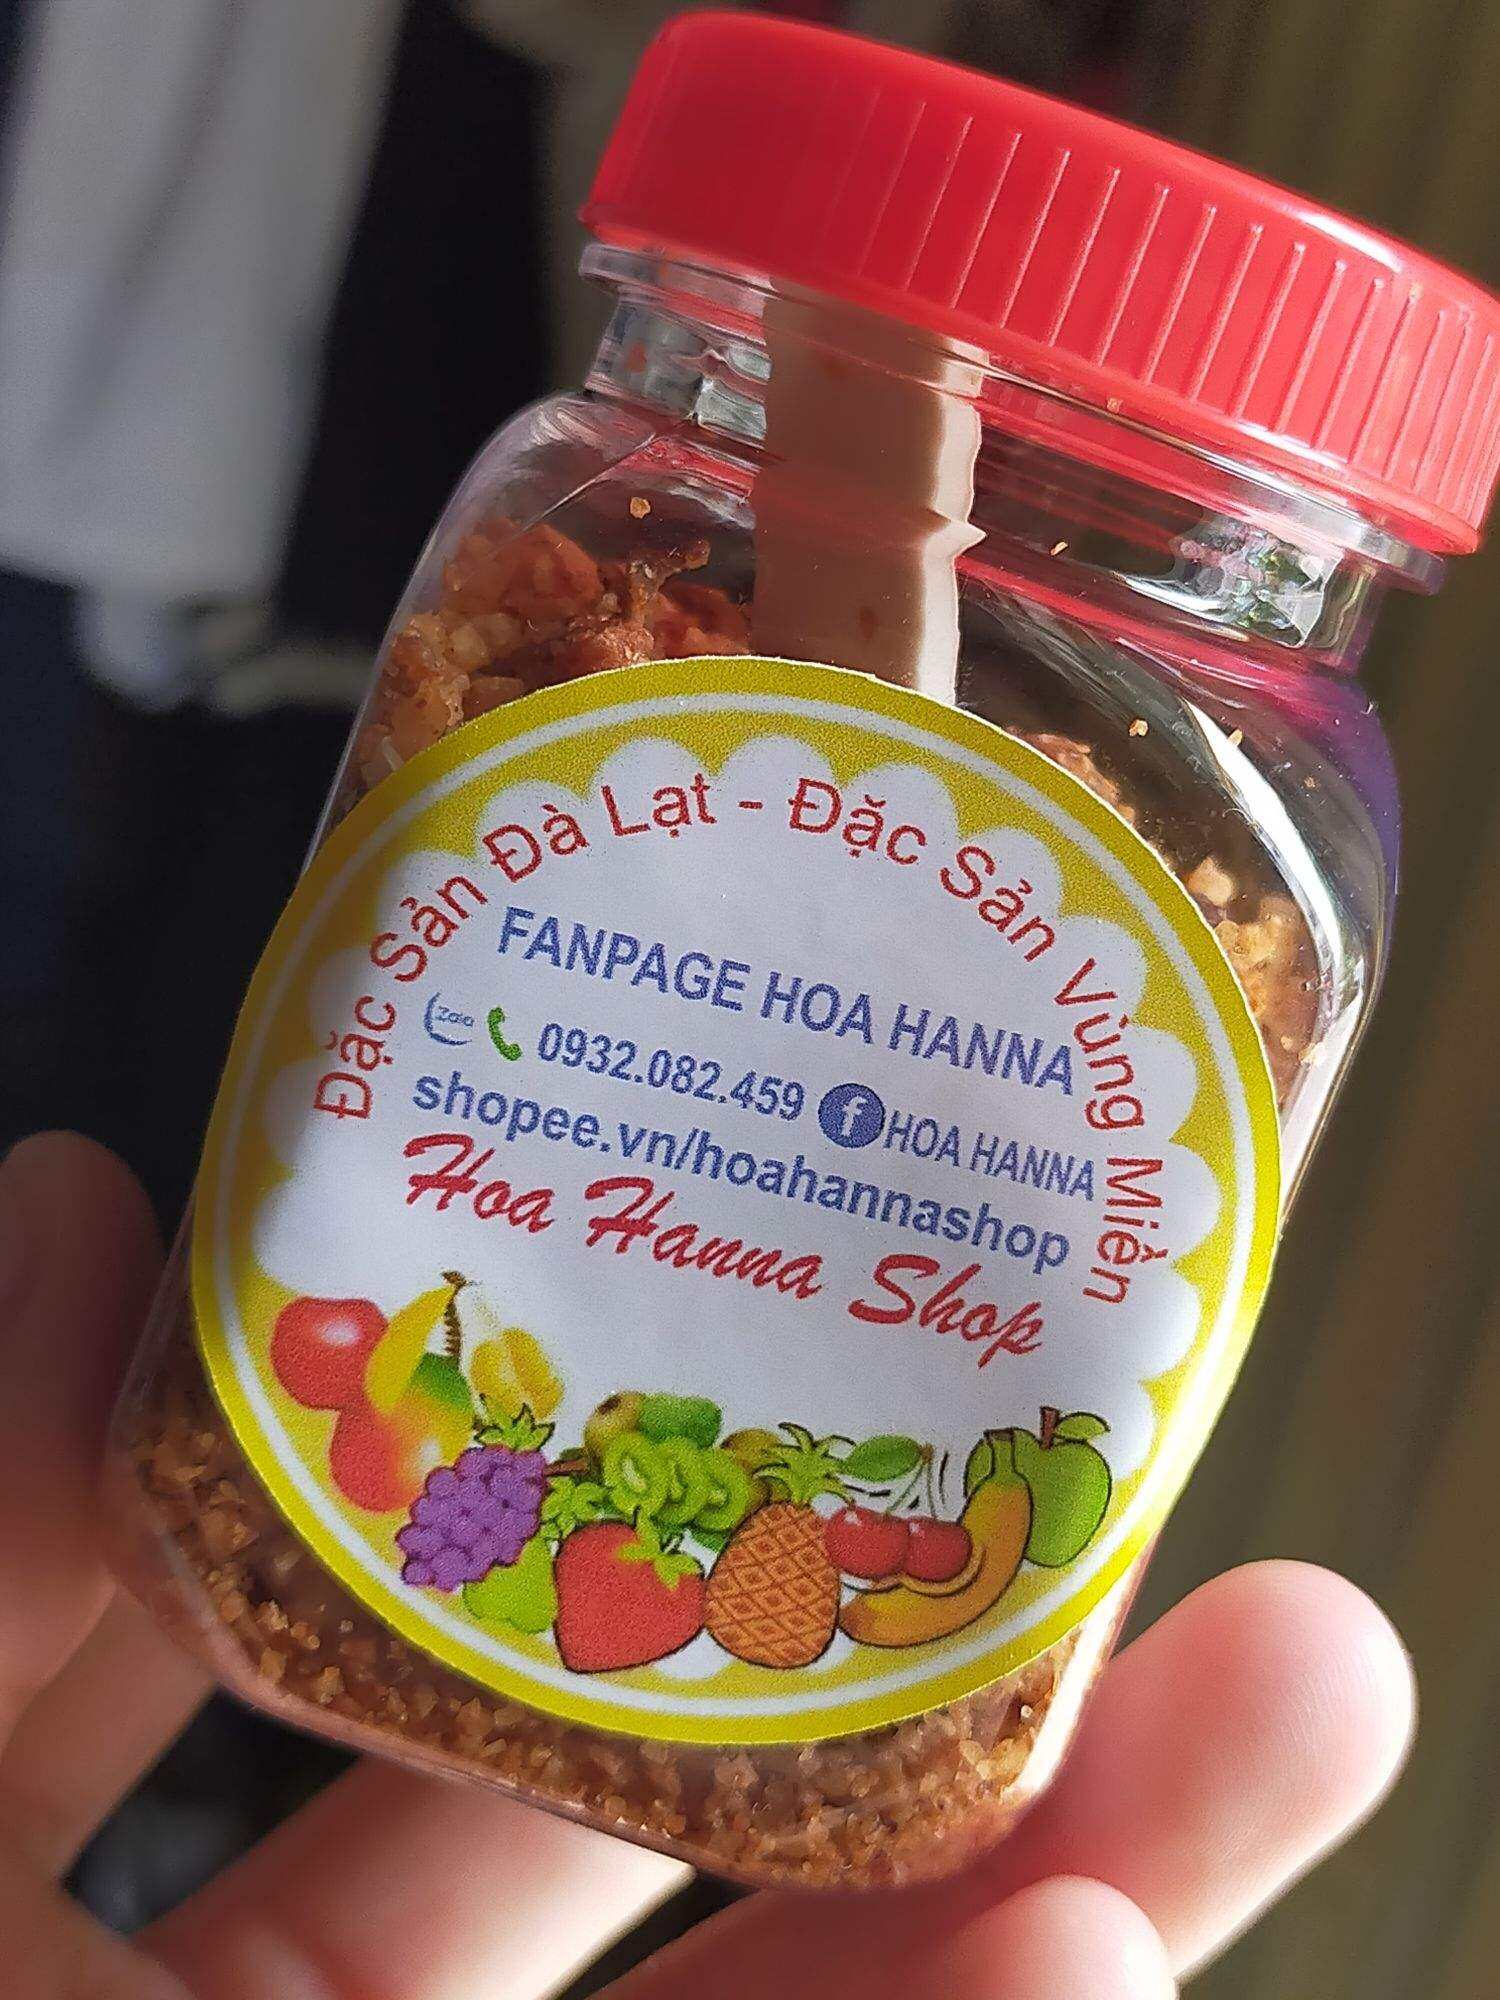 Đặc Sản Đà Lạt - Đặc Sản Vùng Miền
FANPAGE HOA HANNA
Zalo 0932.082.459 f HOA HANNA
shopee.vn/hoahannashop
Hoa Hanna Shop